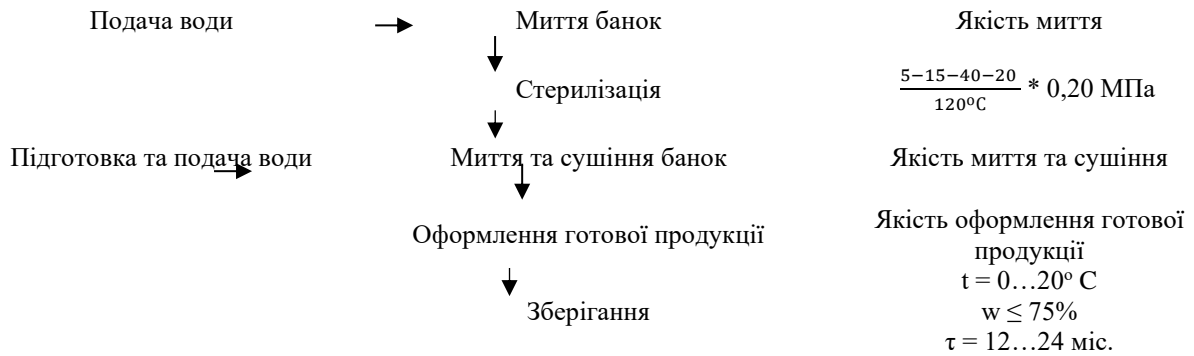 Подача води Миття банок Якість миття
Стерилізація 5−15−40−20 / 120⁰С * 0,20 МПа
Підготовка та подача води Миття та сушіння банок Якість миття та сушіння
Оформлення готової продукції Якість оформлення готової
продукції
t = 0…20º С
Зберігання w ≤ 75%
τ = 12…24 міс.